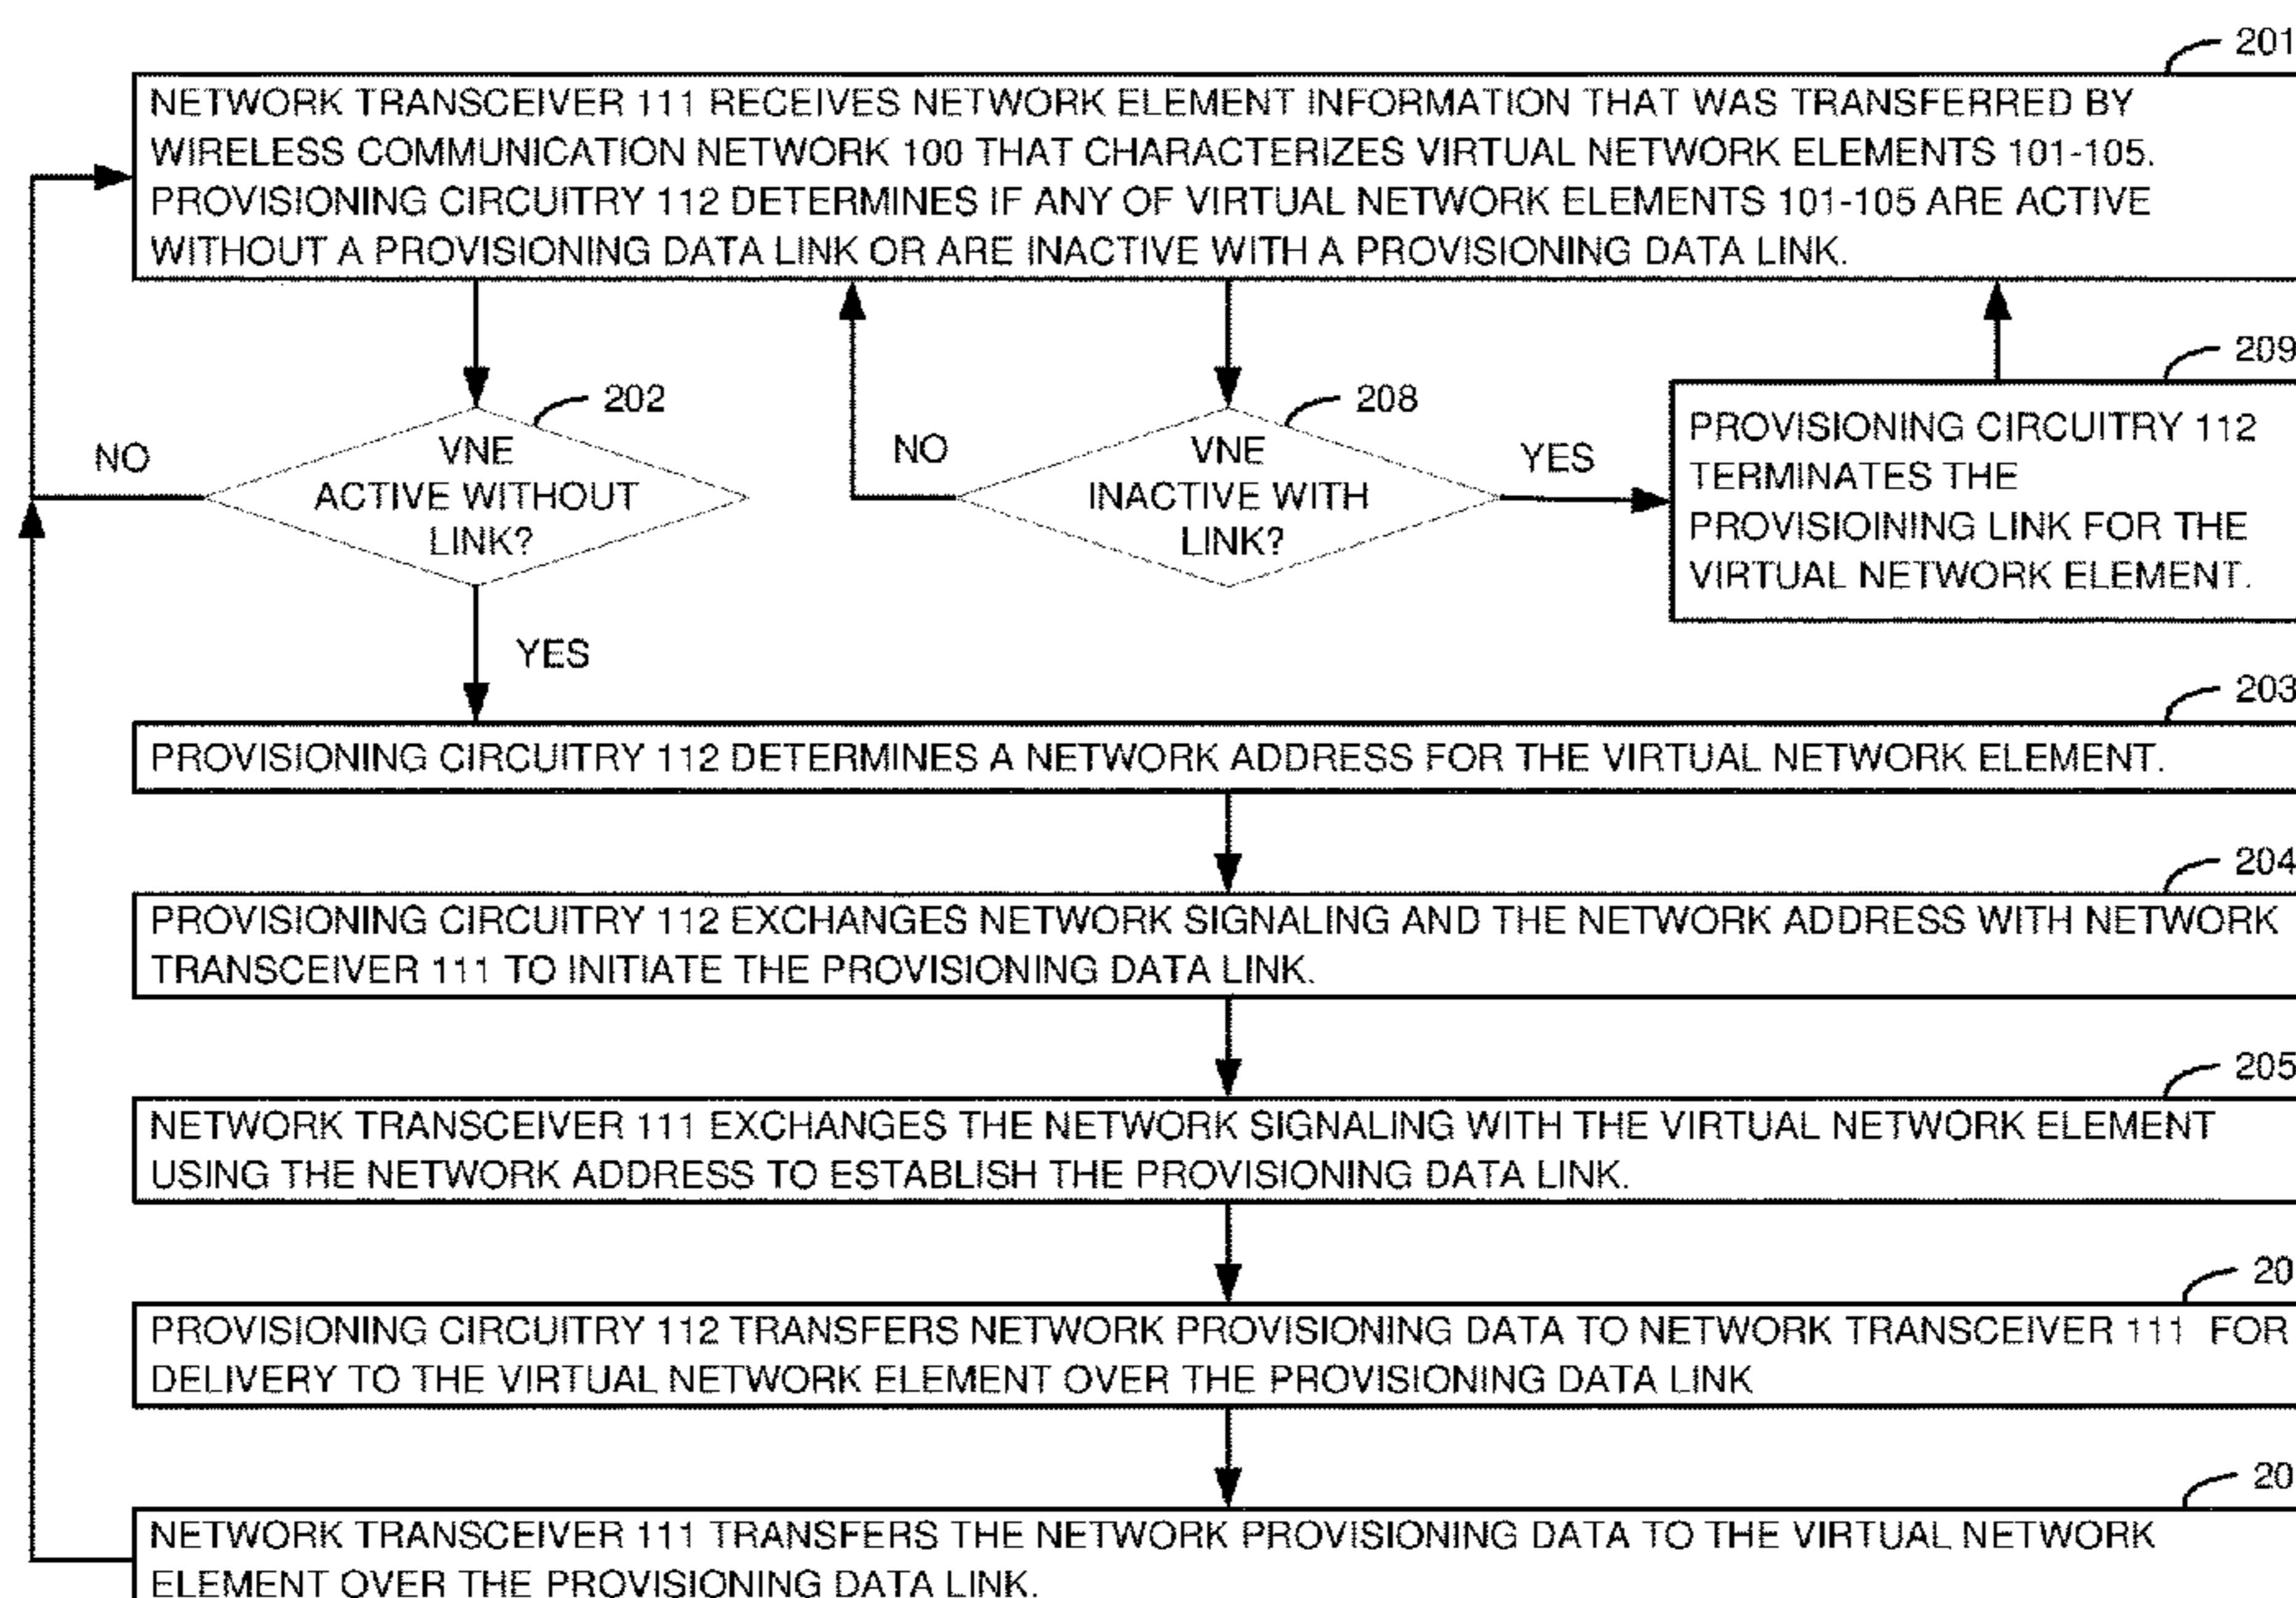 201
NETWORK TRANSCEIVER 111 RECEIVES NETWORK ELEMENT INFORMATION THAT WAS TRANSFERRED BY
WIRELESS COMMUNICATION NETWORK 100 THAT CHARACTERIZES VIRTUAL NETWORK ELEMENTS 101-105.
PROVISIONING CIRCUITRY 112 DETERMINES IF ANY OF VIRTUAL NETWORK ELEMENTS 101-105 ARE ACTIVE
WITHOUT A PROVISIONING DATA LINK OR ARE INACTIVE WITH A PROVISIONING DATA LINK.
202
NO
VNE
ACTIVE WITHOUT
LINK?
YES
208
NO
VNE
INACTIVE WITH
LINK?
YES
209
PROVISIONING CIRCUITRY 112
TERMINATES THE
PROVISIOINING LINK FOR THE
VIRTUAL NETWORK ELEMENT.
203
PROVISIONING CIRCUITRY 112 DETERMINES A NETWORK ADDRESS FOR THE VIRTUAL NETWORK ELEMENT.
204
PROVISIONING CIRCUITRY 112 EXCHANGES NETWORK SIGNALING AND THE NETWORK ADDRESS WITH NETWORK
TRANSCEIVER 111 TO INITIATE THE PROVISIONING DATA LINK.
205
NETWORK TRANSCEIVER 111 EXCHANGES THE NETWORK SIGNALING WITH THE VIRTUAL NETWORK ELEMENT
USING THE NETWORK ADDRESS TO ESTABLISH THE PROVISIONING DATA LINK.
20
PROVISIONING CIRCUITRY 112 TRANSFERS NETWORK PROVISIONING DATA TO NETWORK TRANSCEIVER 111 FOR
DELIVERY TO THE VIRTUAL NETWORK ELEMENT OVER THE PROVISIONING DATA LINK
20
NETWORK TRANSCEIVER 111 TRANSFERS THE NETWORK PROVISIONING DATA TO THE VIRTUAL NETWORK
ELEMENT OVER THE PROVISIONING DATA LINK.